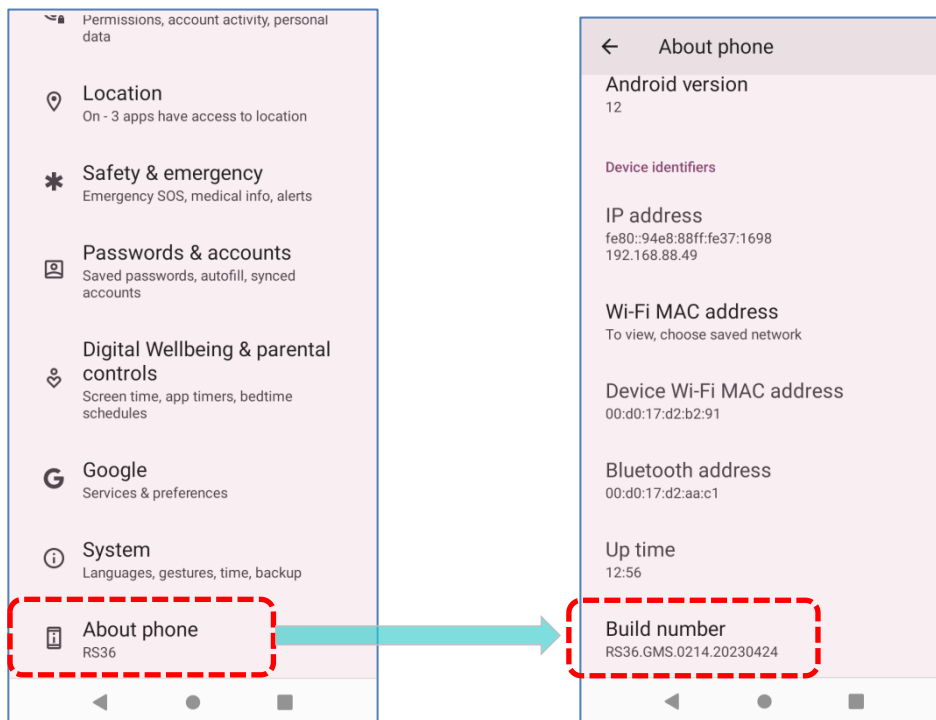 Permissions, account activity, personal
data
Location
On - 3 apps have access to location
Safety & emergency
Emergency SOS, medical info, alerts
Passwords & accounts
Saved passwords, autofill, synced
accounts
Digital Wellbeing & parental
controls
Screen time, app timers, bedtime
schedules
Google
Services & preferences
System
Languages, gestures, time, backup
About phone
RS36
About phone
Android version
12
Device identifiers
IP address
fe80::94e8:88ff:fe37:1698
192.168.88.49
Wi-Fi MAC address
To view, choose saved network
Device Wi-Fi MAC address
00:d0:17:d2:b2:91
Bluetooth address
00:d0:17:d2:aa:c1
Up time
12:56
Build number
RS36.GMS.0214.20230424